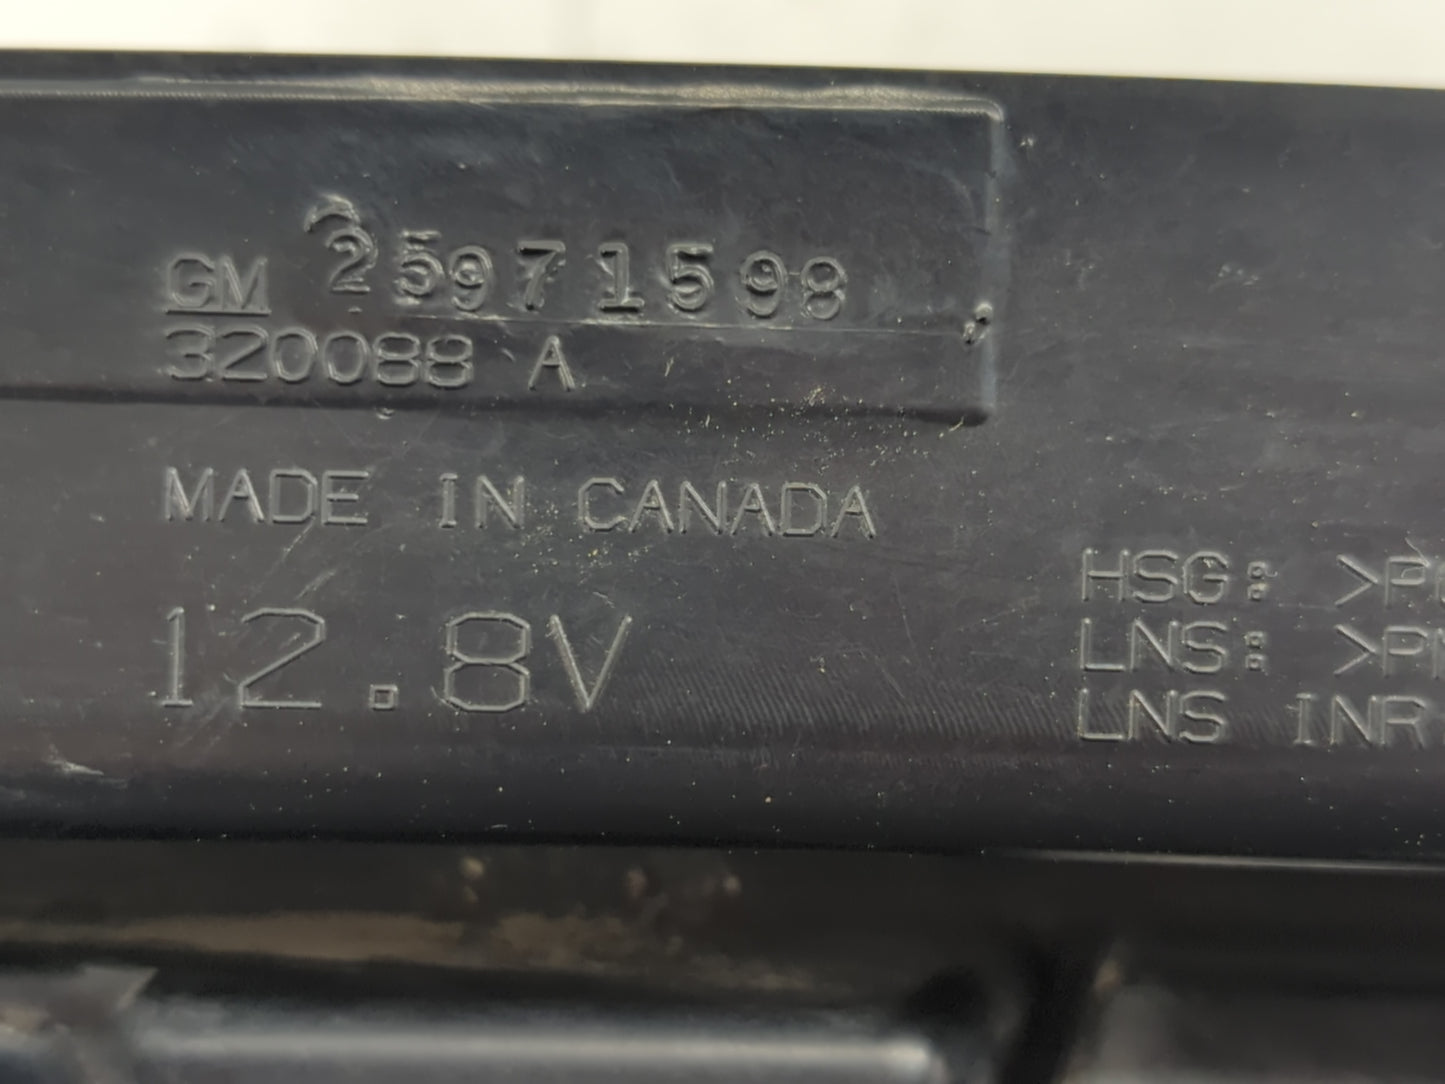 GM 25971598
320088 A
MADE IN CANADA
12.8V
HSG: >P
LNS: >P
LNS INR